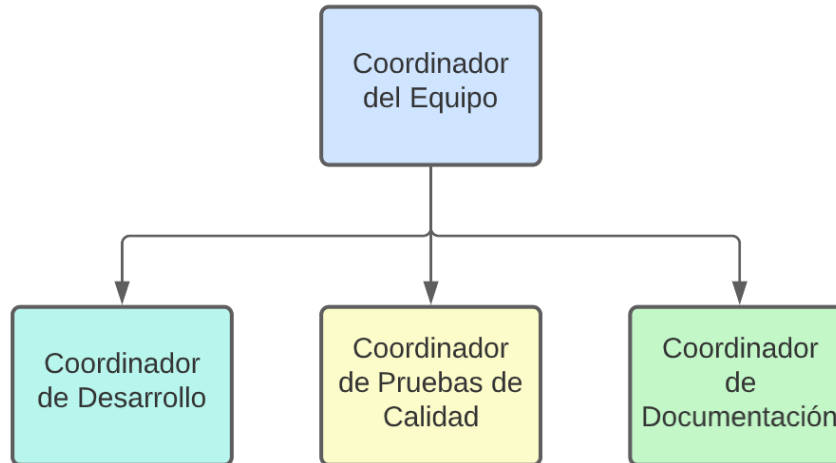 Coordinador
del Equipo
Coordinador
de Desarrollo
Coordinador
de Pruebas de
Calidad
Coordinador
de
Documentación